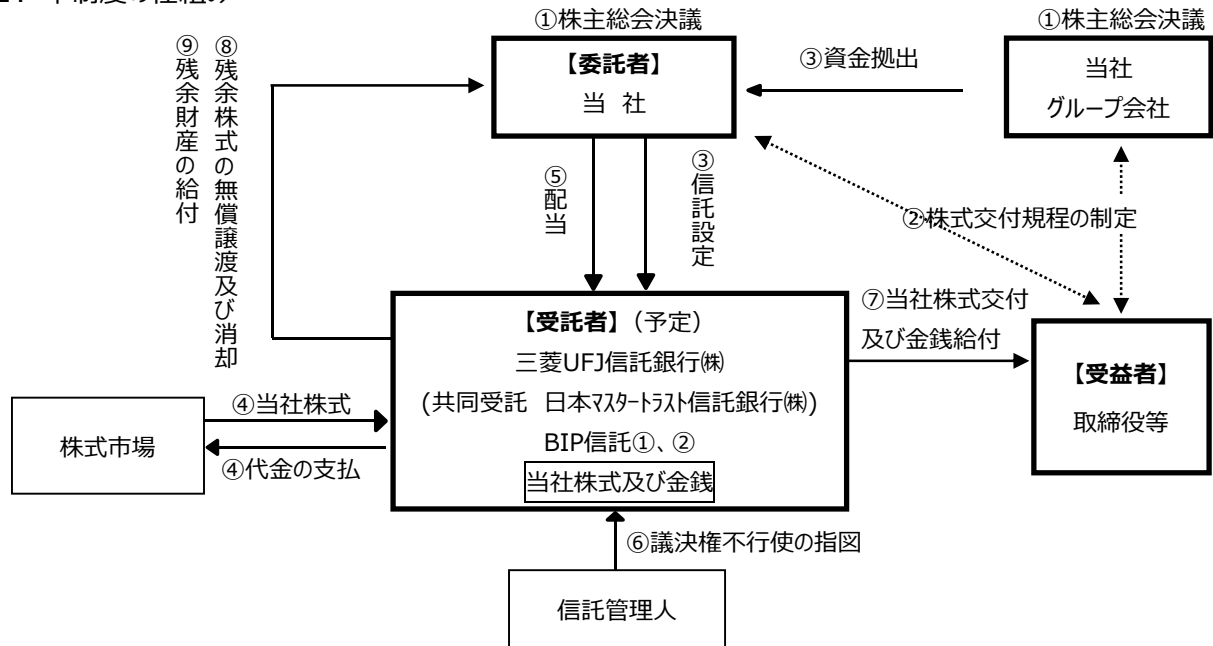 本制度の仕組み
①株主総会決議
①株主総会決議
【委託者】
当 社
③資金拠出
当社
グループ会社
⑨残余財産の給付
⑧残余株式の無償譲渡及び消却
⑤配当
③信託設定
②株式交付規程の制定
【受託者】(予定)
三菱UFJ信託銀行㈱
(共同受託 日本マスタートラスト信託銀行㈱)
BIP信託①、②
当社株式及び金銭
⑦当社株式交付
及び金銭給付
【受益者】
取締役等
④当社株式
株式市場
④代金の支払
⑥議決権不行使の指図
信託管理人